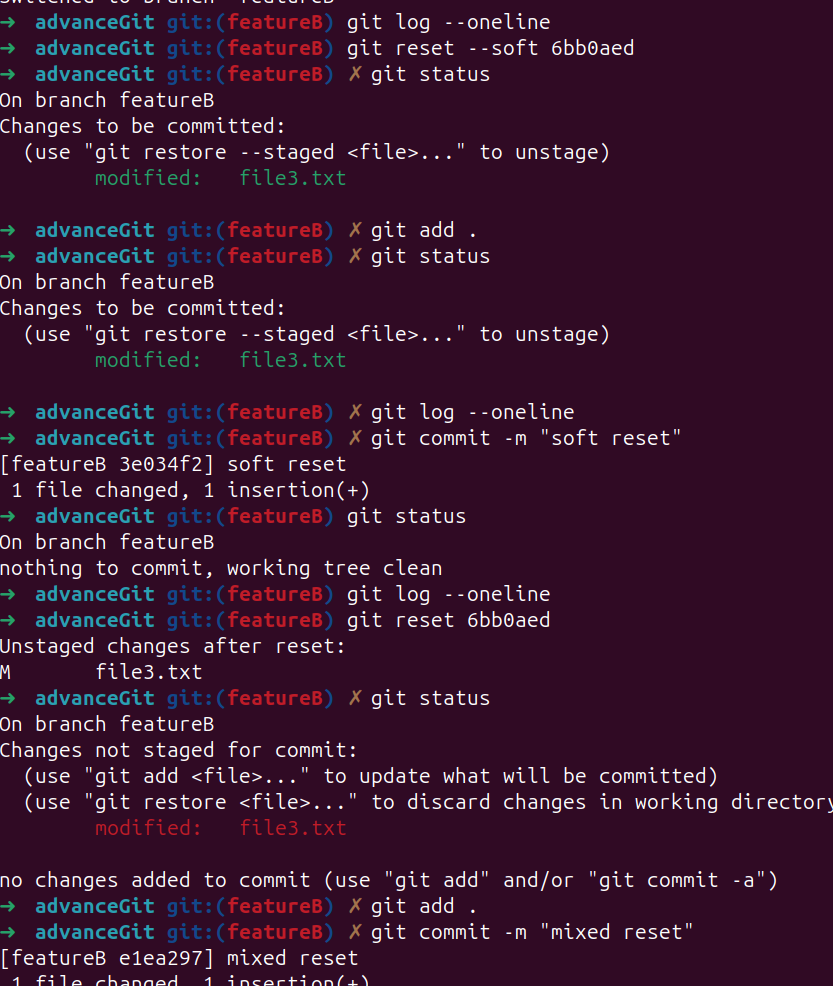 Switched to branch 'featureB'
➜ advanceGit git:(featureB) git log --oneline
➜ advanceGit git:(featureB) git reset --soft 6bb0aed
➜ advanceGit git:(featureB) ✗ git status
On branch featureB
Changes to be committed:
  (use "git restore --staged <file>..." to unstage)
        modified:   file3.txt
➜ advanceGit git:(featureB) ✗ git add .
➜ advanceGit git:(featureB) ✗ git status
On branch featureB
Changes to be committed:
  (use "git restore --staged <file>..." to unstage)
        modified:   file3.txt
➜ advanceGit git:(featureB) ✗ git log --oneline
➜ advanceGit git:(featureB) ✗ git commit -m "soft reset"
[featureB 3e034f2] soft reset
 1 file changed, 1 insertion(+)
➜ advanceGit git:(featureB) git status
On branch featureB
nothing to commit, working tree clean
➜ advanceGit git:(featureB) git log --oneline
➜ advanceGit git:(featureB) git reset 6bb0aed
Unstaged changes after reset:
M       file3.txt
➜ advanceGit git:(featureB) ✗ git status
On branch featureB
Changes not staged for commit:
  (use "git add <file>..." to update what will be committed)
  (use "git restore <file>..." to discard changes in working directory
        modified:   file3.txt
no changes added to commit (use "git add" and/or "git commit -a")
➜ advanceGit git:(featureB) ✗ git add .
➜ advanceGit git:(featureB) ✗ git commit -m "mixed reset"
[featureB e1ea297] mixed reset
 1 file changed, 1 insertion(+)